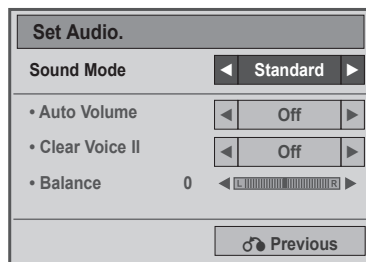 Set Audio.
Sound Mode ◀ Standard ▶
• Auto Volume ◀ Off ▶
• Clear Voice II ◀ Off ▶
• Balance 0 ◀ L R ▶
Previous